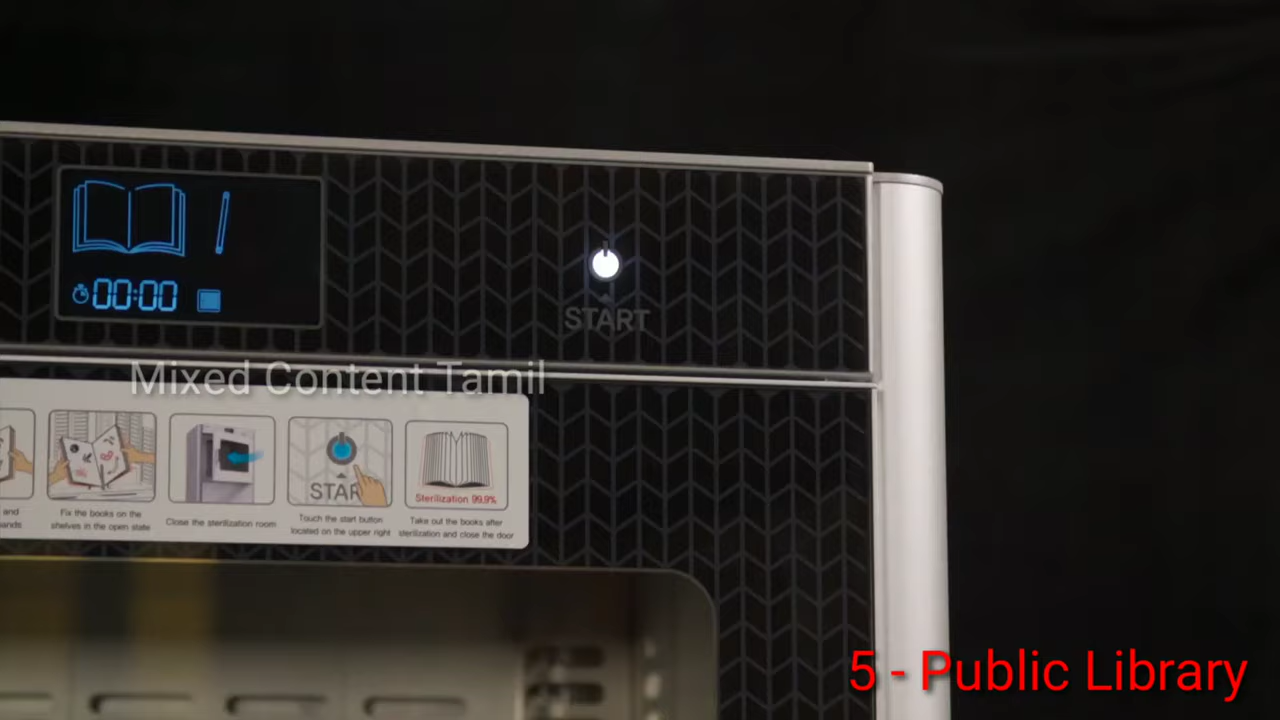 00:00
START
Mixed Content Tamil
and
Fix the books on the
shelves in the open state
Close the sterilization room
START
Touch the start button
located on the upper right
Sterilization 99.9%
Take out the books after
sterilization and close the door
5 - Public Library